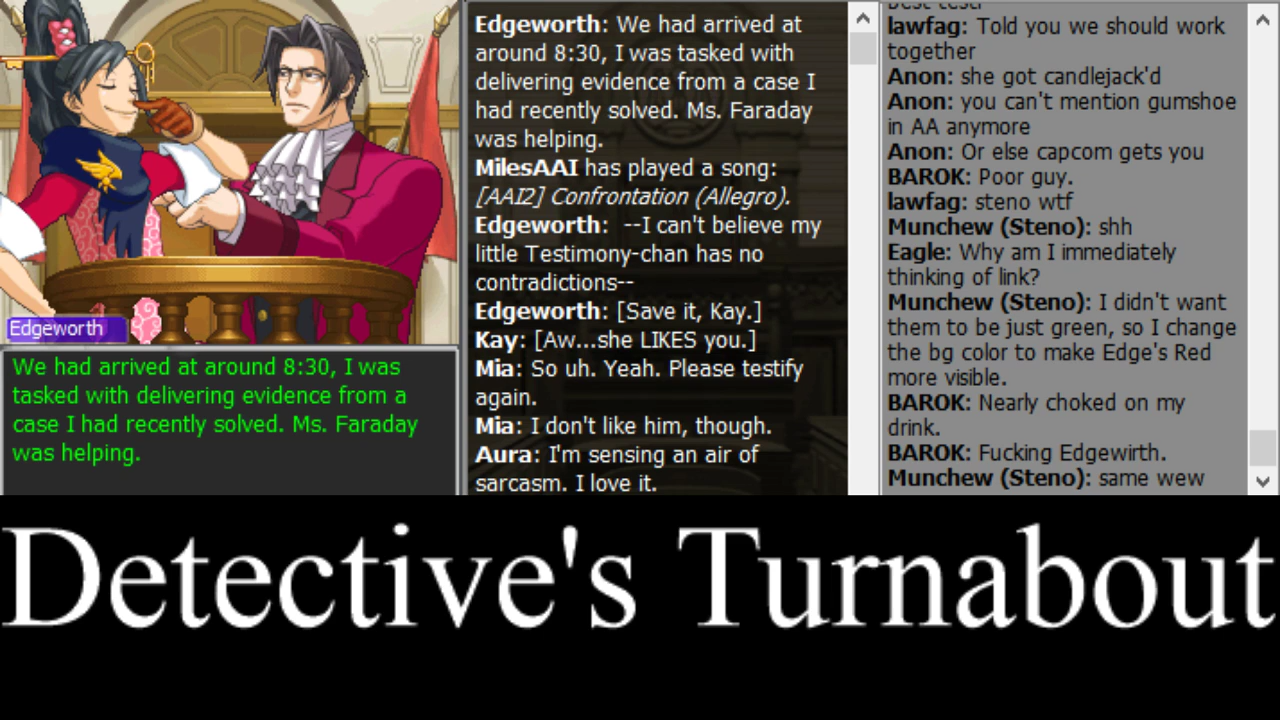 Edgeworth
We had arrived at around 8:30, I was
tasked with delivering evidence from a
case I had recently solved. Ms. Faraday
was helping.
Edgeworth: We had arrived at
around 8:30, I was tasked with
delivering evidence from a case I
had recently solved. Ms. Faraday
was helping.
MilesAAI has played a song:
[AAI2] Confrontation (Allegro).
Edgeworth:  --I can't believe my
little Testimony-chan has no
contradictions--
Edgeworth: [Save it, Kay.]
Kay: [Aw...she LIKES you.]
Mia: So uh. Yeah. Please testify
again.
Mia: I don't like him, though.
Aura: I'm sensing an air of
sarcasm. I love it.
lawfag: Told you we should work
together
Anon: she got candlejack'd
Anon: you can't mention gumshoe
in AA anymore
Anon: Or else capcom gets you
BAROK: Poor guy.
lawfag: steno wtf
Munchew (Steno): shh
Eagle: Why am I immediately
thinking of link?
Munchew (Steno): I didn't want
them to be just green, so I change
the bg color to make Edge's Red
more visible.
BAROK: Nearly choked on my
drink.
BAROK: Fucking Edgewirth.
Munchew (Steno): same wew
Detective's Turnabout